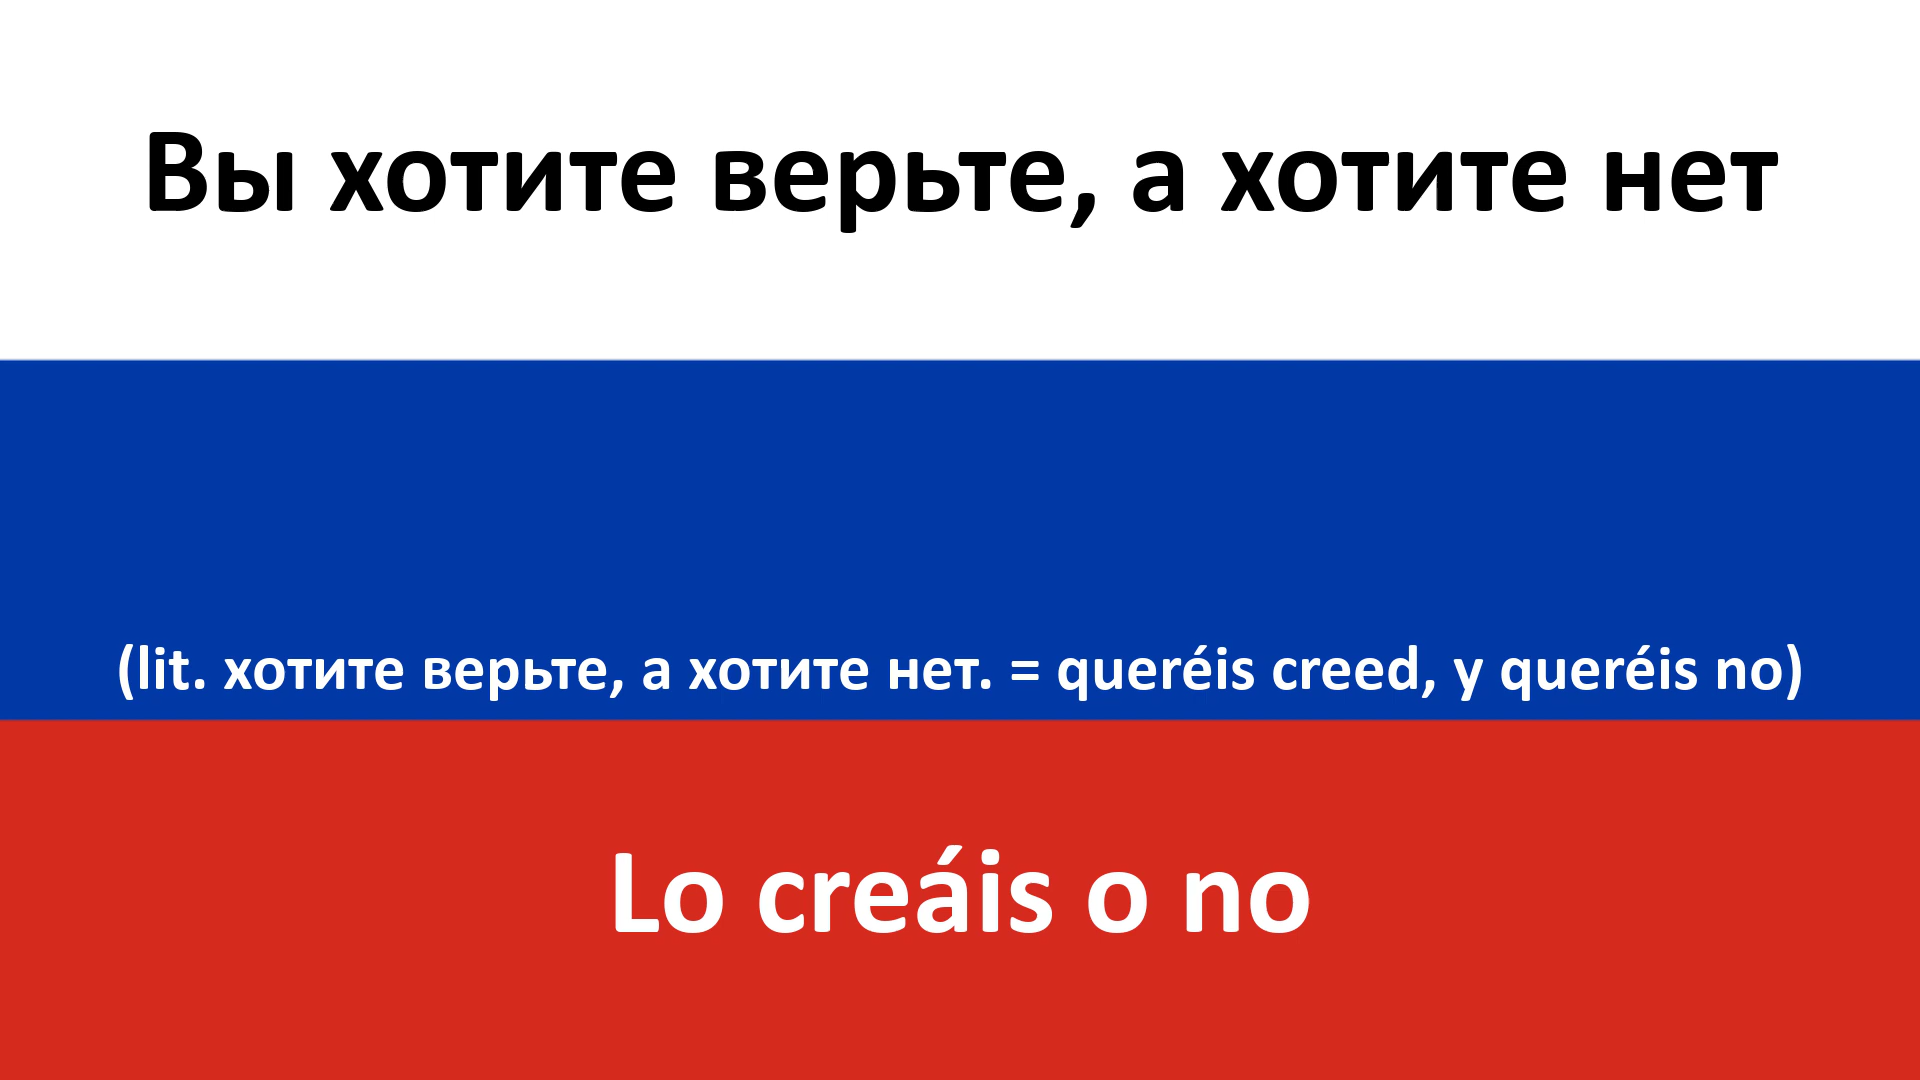 Вы хотите верьте, а хотите нет
(lit. хотите верьте, а хотите нет. = queréis creed, y queréis no)
Lo creáis o no